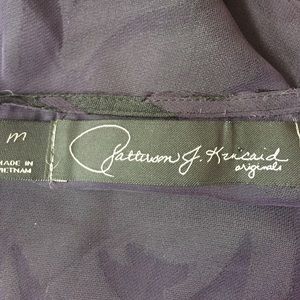 m
MADE IN
VIETNAM
Patterson J. Kincaid
originals